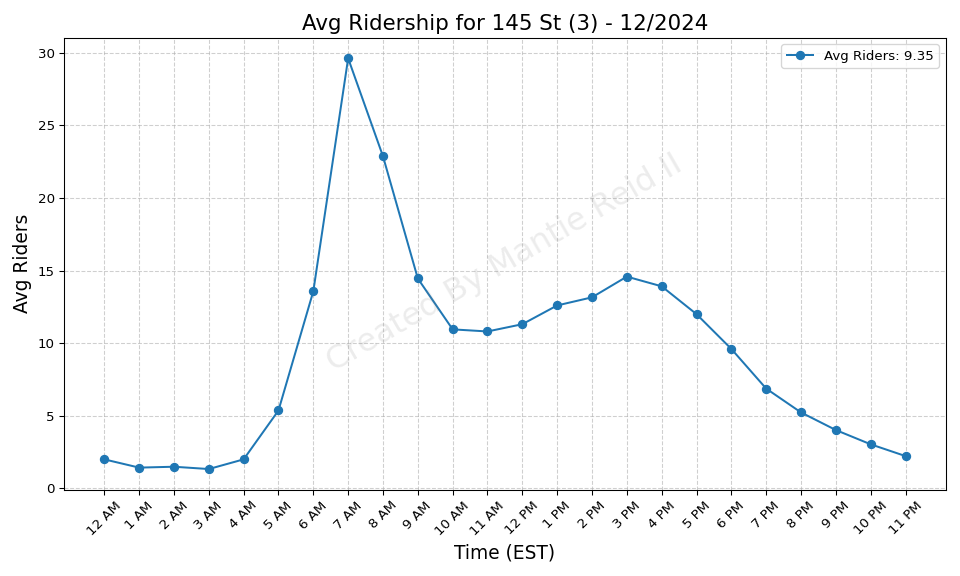 Avg Ridership for 145 St (3) - 12/2024
Avg Riders: 9.35
30
25
20
15
10
5
0
Avg Riders
Created By Mantie Reid II
12 AM
1 AM
2 AM
3 AM
4 AM
5 AM
6 AM
7 AM
8 AM
9 AM
10 AM
11 AM
12 PM
1 PM
2 PM
3 PM
4 PM
5 PM
6 PM
7 PM
8 PM
9 PM
10 PM
11 PM
Time (EST)